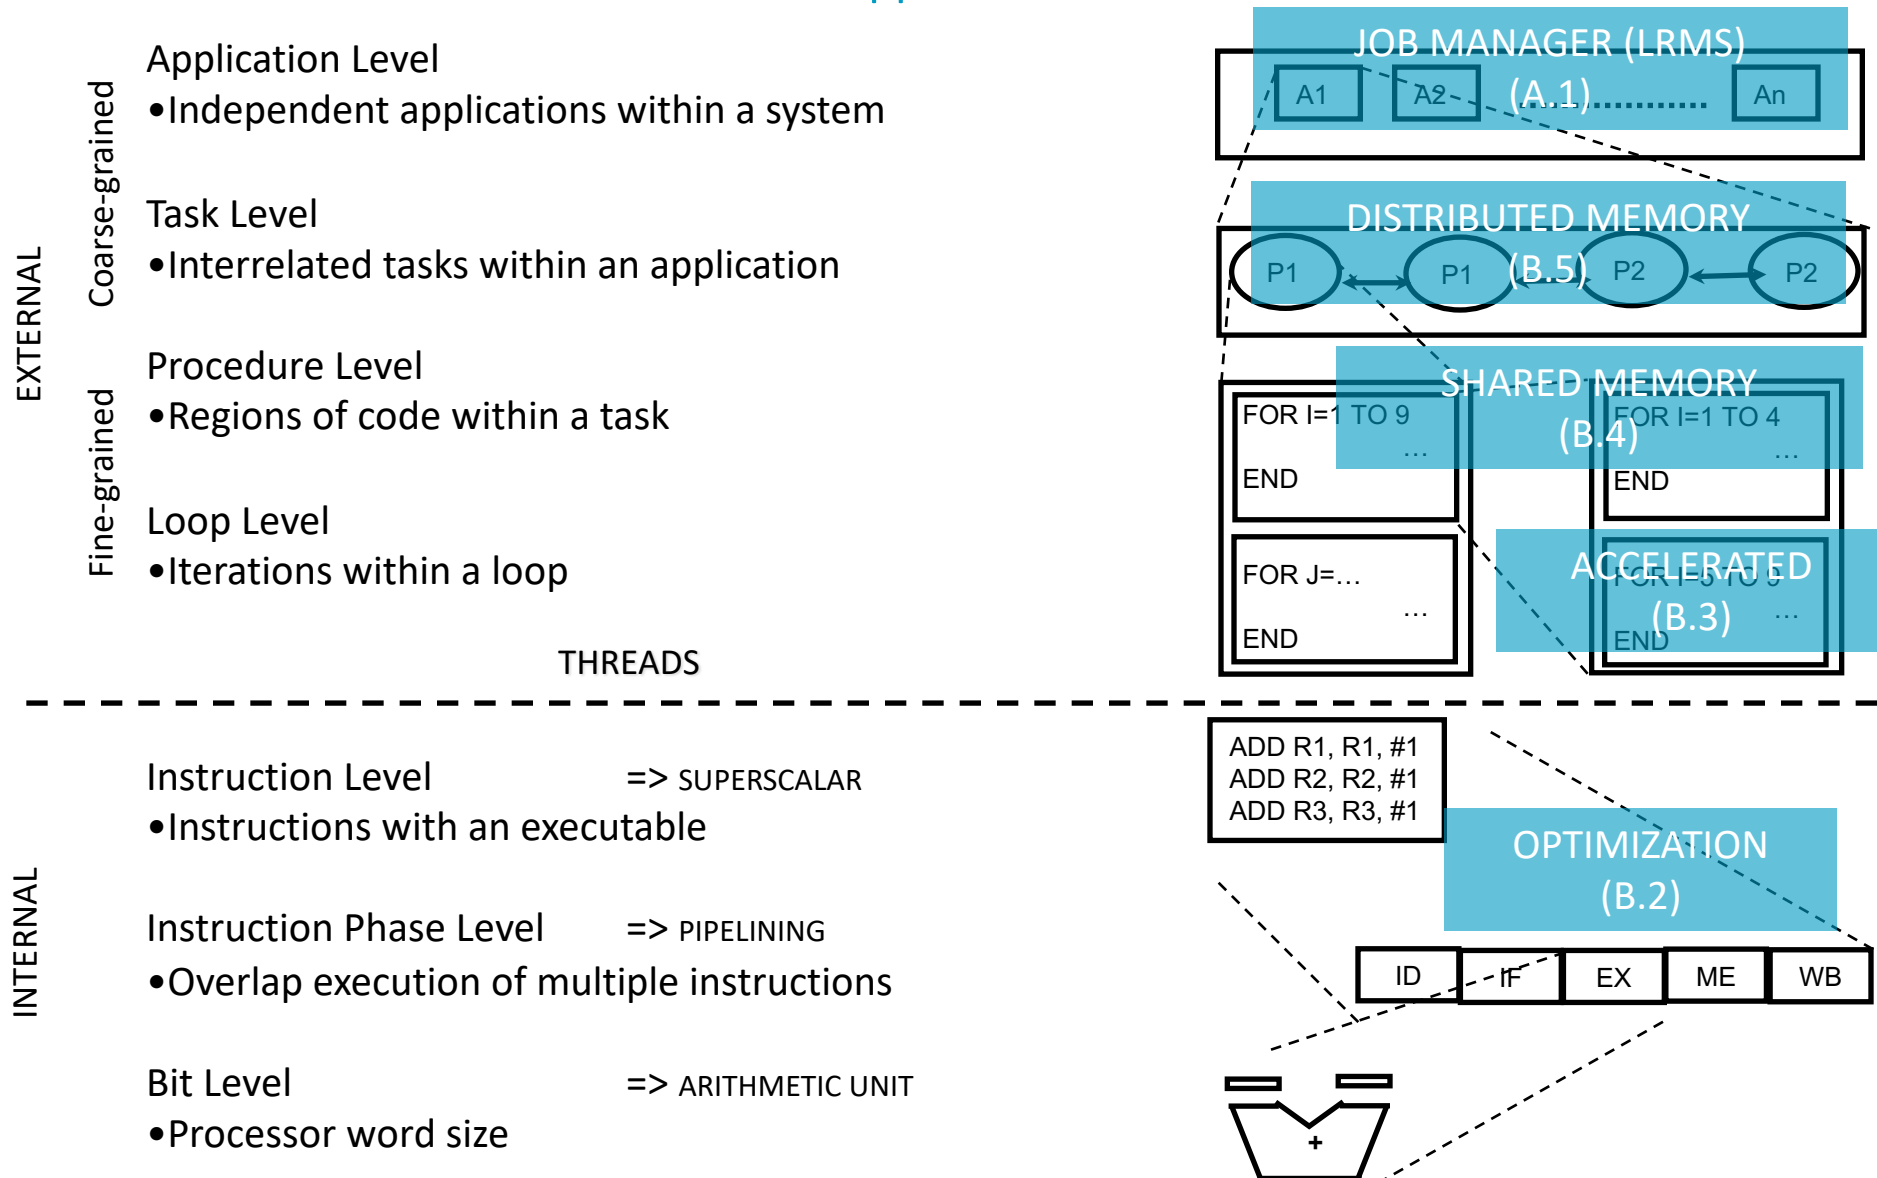 JOB MANAGER (LRMS)
(A.1)
A1
A2
An
Application Level
•Independent applications within a system
Coarse-grained
Task Level
•Interrelated tasks within an application
DISTRIBUTED MEMORY
(B.5)
P1
P1
P2
P2
EXTERNAL
Procedure Level
•Regions of code within a task
SHARED MEMORY
(B.4)
FOR I=1 TO 9
…
END
FOR I=1 TO 4
…
END
Fine-grained
Loop Level
•Iterations within a loop
ACCELERATED
(B.3)
FOR J=…
…
END
FOR I=5 TO 9
…
END
THREADS
INTERNAL
Instruction Level => SUPERSCALAR
•Instructions with an executable
ADD R1, R1, #1
ADD R2, R2, #1
ADD R3, R3, #1
OPTIMIZATION
(B.2)
Instruction Phase Level => PIPELINING
•Overlap execution of multiple instructions
ID IF EX ME WB
Bit Level => ARITHMETIC UNIT
•Processor word size
+